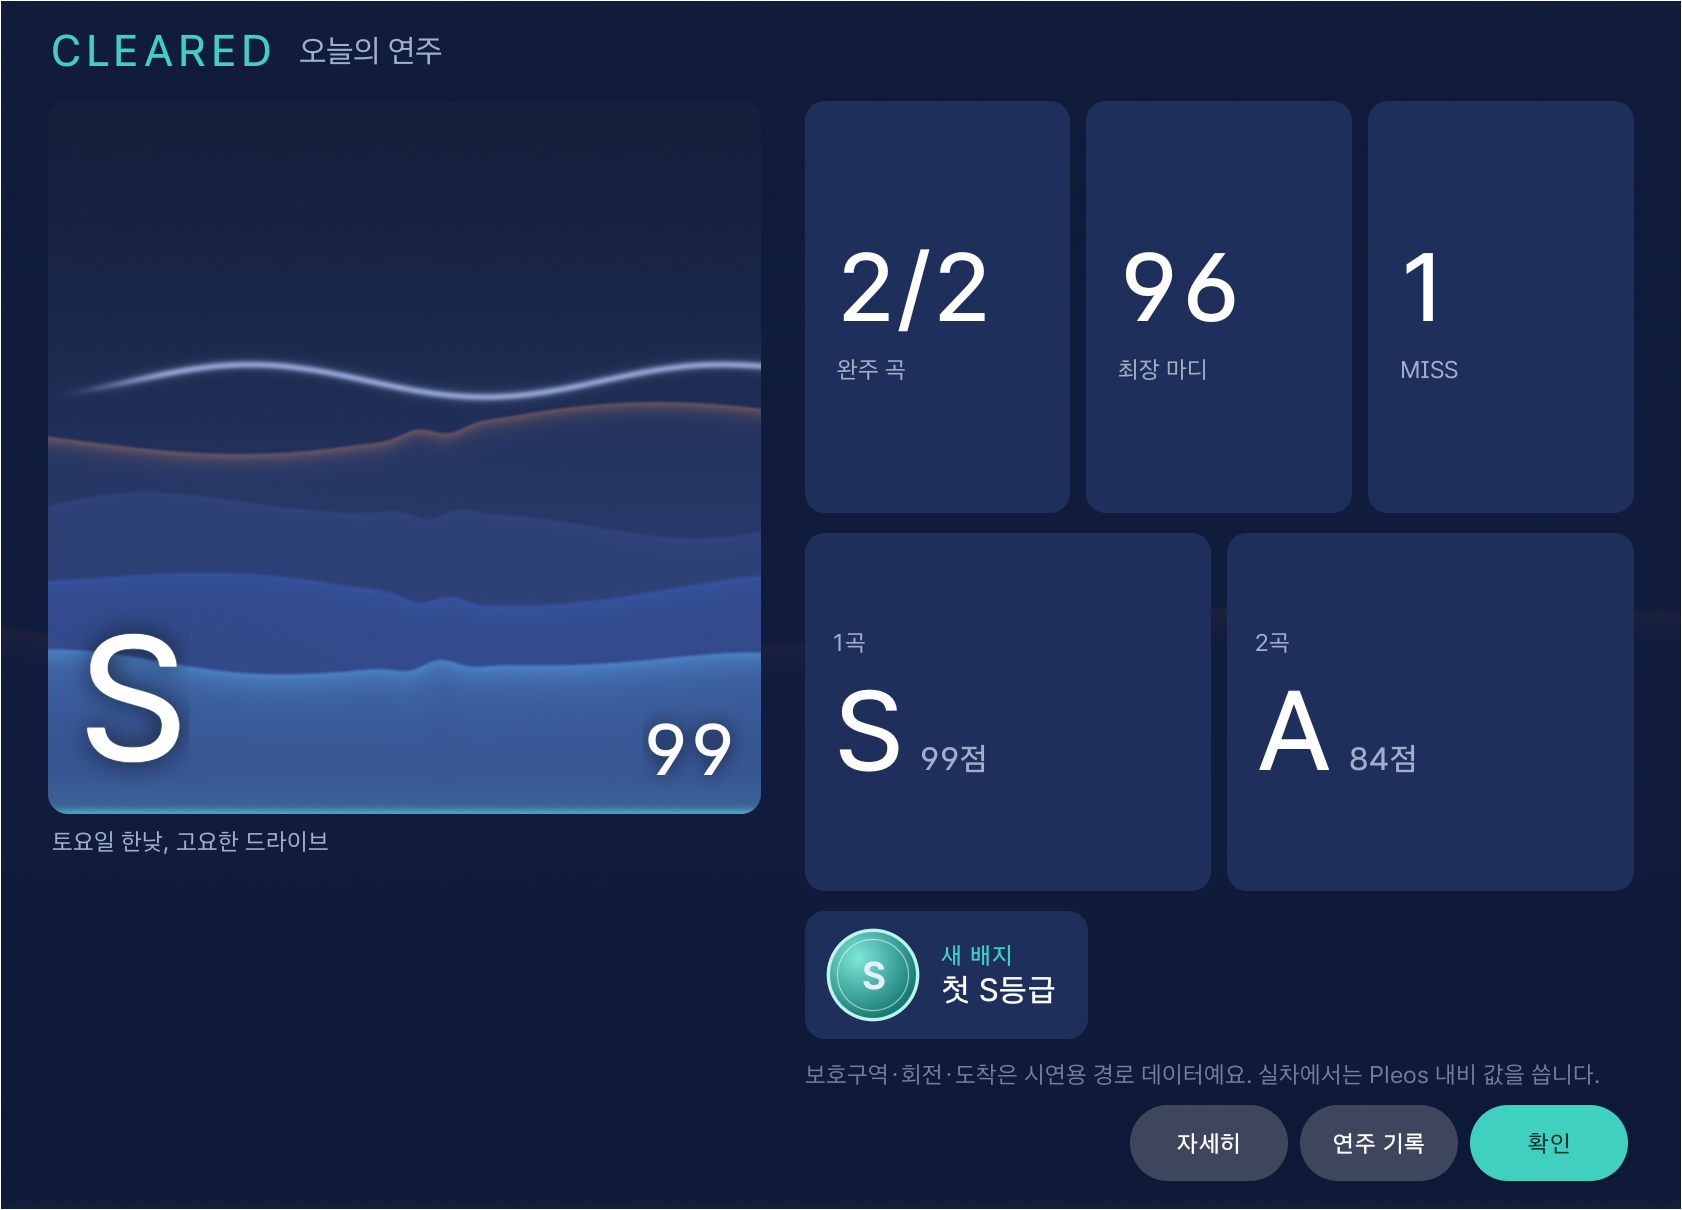 CLEARED 오늘의 연주
S
99
토요일 한낮, 고요한 드라이브
2/2
완주 곡
96
최장 마디
1
MISS
1곡
S 99점
2곡
A 84점
S
새 배지
첫 S등급
보호구역·회전·도착은 시연용 경로 데이터예요. 실차에서는 Pleos 내비 값을 씁니다.
자세히
연주 기록
확인